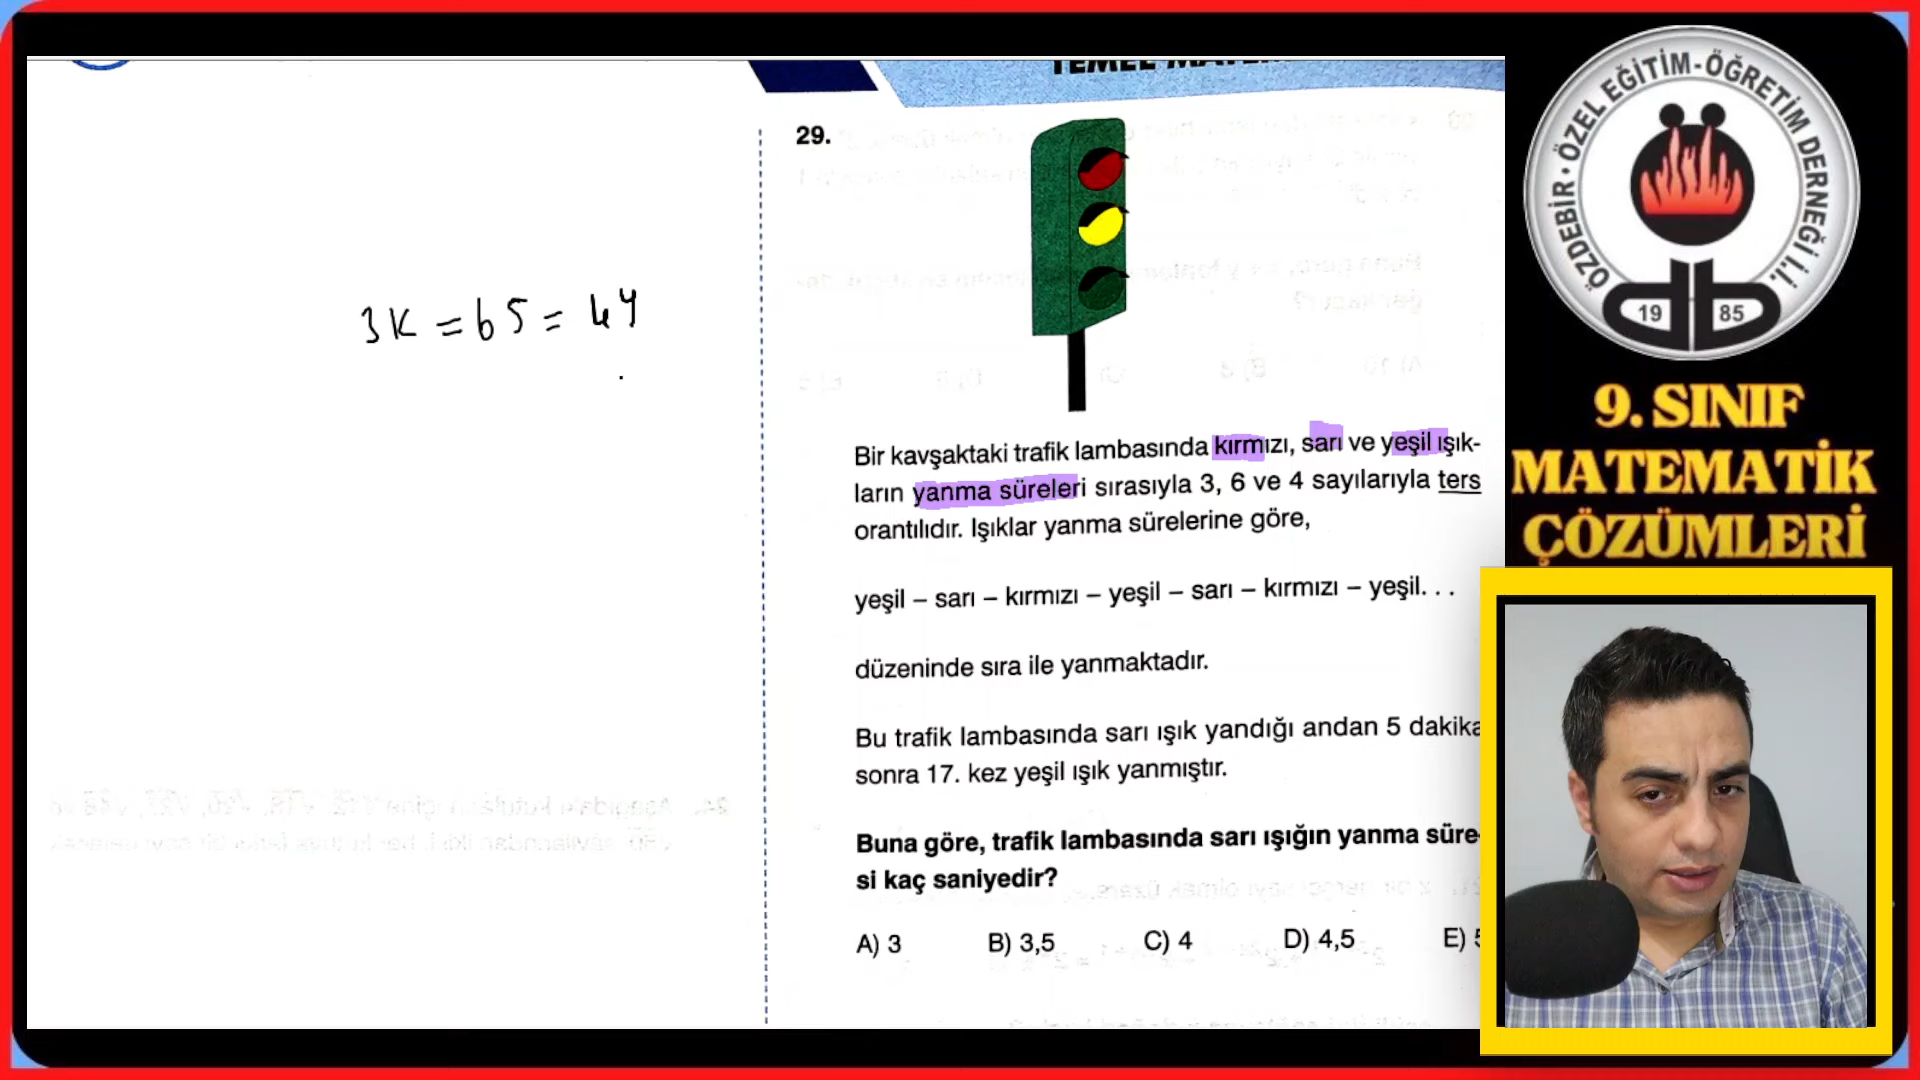 TEMEL MATEM
29.
3K = 6S = 4Y
Bir kavşaktaki trafik lambasında kırmızı, sarı ve yeşil ışık-
ların yanma süreleri sırasıyla 3, 6 ve 4 sayılarıyla ters
orantılıdır. Işıklar yanma sürelerine göre,
yeşil – sarı – kırmızı – yeşil – sarı – kırmızı – yeşil. . .
düzeninde sıra ile yanmaktadır.
Bu trafik lambasında sarı ışık yandığı andan 5 dakika
sonra 17. kez yeşil ışık yanmıştır.
Buna göre, trafik lambasında sarı ışığın yanma süre-
si kaç saniyedir?
A) 3 B) 3,5 C) 4 D) 4,5 E)
ÖZDEBİR · ÖZEL EĞİTİM - ÖĞRETİM DERNEĞİ İ.İ.
19 85
9. SINIF
MATEMATİK
ÇÖZÜMLERİ